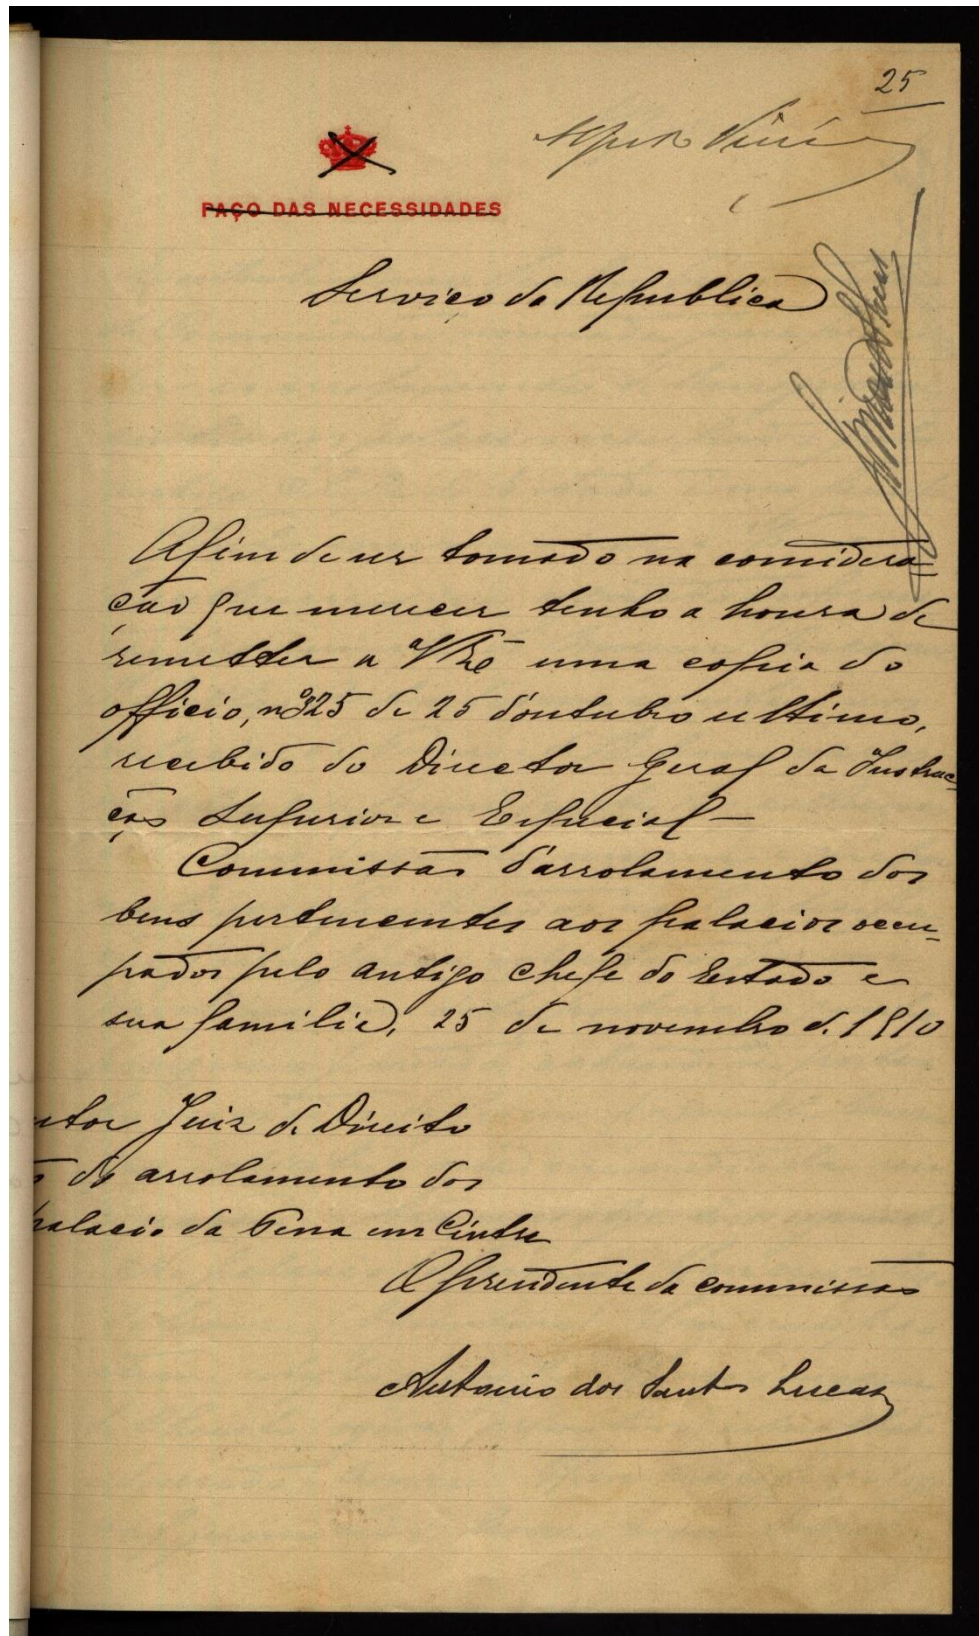 25
PAÇO DAS NECESSIDADES
Serviço da Republica
Afim de ser tomado na considera-
ção que merecer tenho a honra de
remetter a V. Exª uma copia do
officio, nº 325 de 25 d'outubro ultimo,
recebido do Director Geral da Instruc-
ção Superior e Especial —
Commissão d'arrolamento dos
bens pertencentes aos palacios occu-
pados pelo antigo chefe do Estado e
sua familia, 25 de novembro de 1910
Juiz de Direito
do arrolamento dos
palacio da Pena em Cintra
O presidente da commissão
Antonio dos Santos Lucas